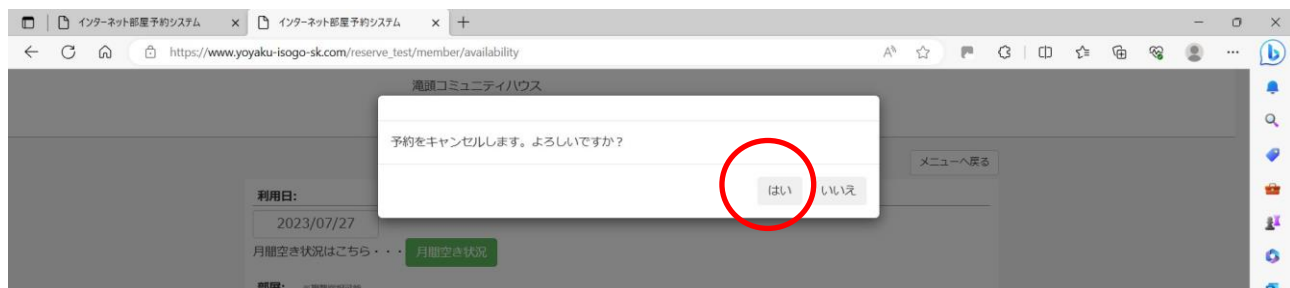 インターネット部屋予約システム
インターネット部屋予約システム
https://www.yoyaku-isogo-sk.com/reserve_test/member/availability
滝頭コミュニティハウス
予約をキャンセルします。よろしいですか？
メニューへ戻る
はい いいえ
利用日:
2023/07/27
月間空き状況はこちら・・・ 月間空き状況
部屋: